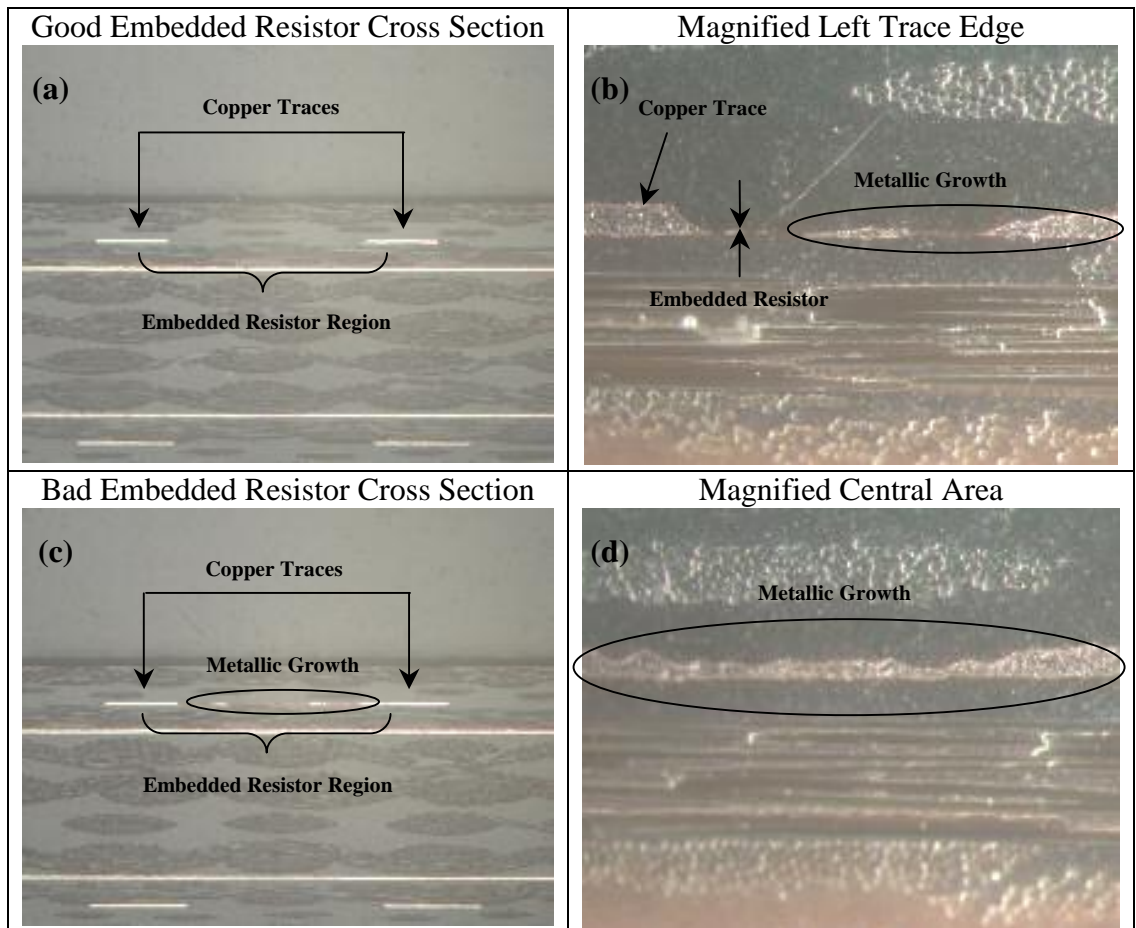 Good Embedded Resistor Cross Section
(a)
Copper Traces
Embedded Resistor Region
Magnified Left Trace Edge
(b)
Copper Trace
Metallic Growth
Embedded Resistor
Bad Embedded Resistor Cross Section
(c)
Copper Traces
Metallic Growth
Embedded Resistor Region
Magnified Central Area
(d)
Metallic Growth